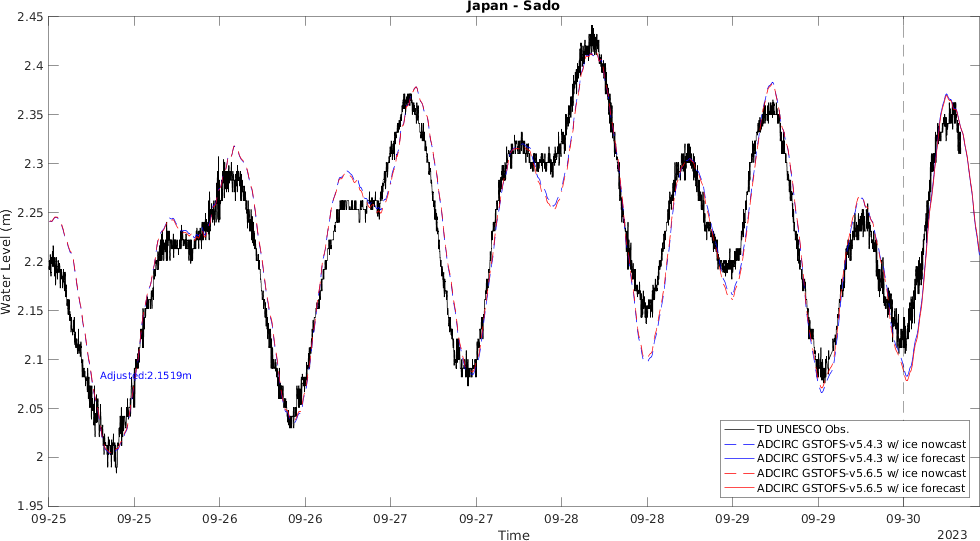 Japan - Sado
2.45
2.4
2.35
2.3
2.25
2.2
2.15
2.1
2.05
2
1.95
Water Level (m)
Adjusted:2.1519m
TD UNESCO Obs.
ADCIRC GSTOFS-v5.4.3 w/ ice nowcast
ADCIRC GSTOFS-v5.4.3 w/ ice forecast
ADCIRC GSTOFS-v5.6.5 w/ ice nowcast
ADCIRC GSTOFS-v5.6.5 w/ ice forecast
09-25 09-25 09-26 09-26 09-27 09-27 09-28 09-28 09-29 09-29 09-30
Time
2023